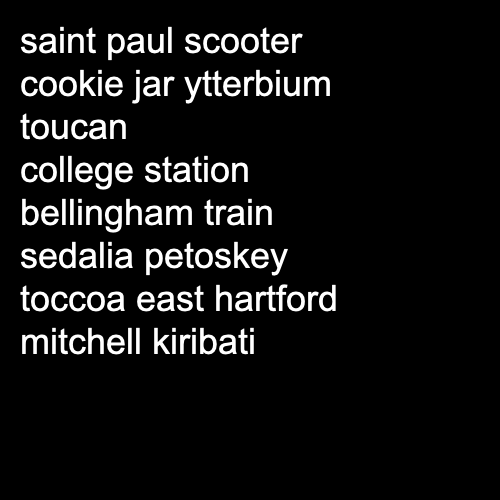 saint paul scooter
cookie jar ytterbium
toucan
college station
bellingham train
sedalia petoskey
toccoa east hartford
mitchell kiribati